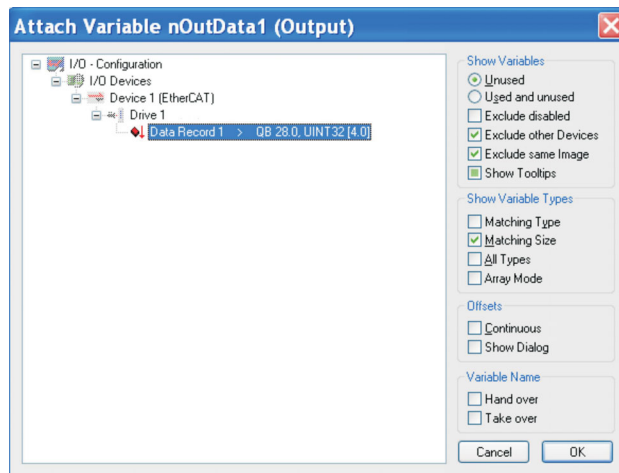 Attach Variable nOutData1 (Output)
I/O - Configuration
I/O Devices
Device 1 (EtherCAT)
Drive 1
Data Record 1 > QB 28.0, UINT32 [4.0]
Show Variables
Unused
Used and unused
Exclude disabled
Exclude other Devices
Exclude same Image
Show Tooltips
Show Variable Types
Matching Type
Matching Size
All Types
Array Mode
Offsets
Continuous
Show Dialog
Variable Name
Hand over
Take over
Cancel OK